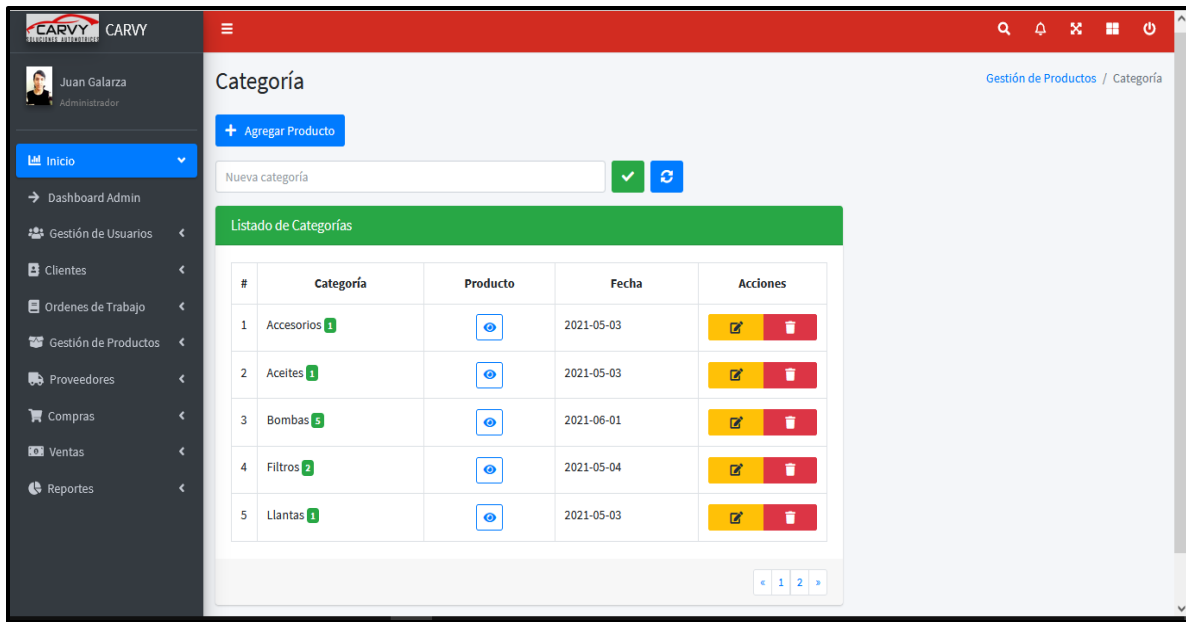 CARVY
SOLUCIONES AUTOMOTRICES
CARVY
Juan Galarza
Administrador
Inicio
Dashboard Admin
Gestión de Usuarios
Clientes
Ordenes de Trabajo
Gestión de Productos
Proveedores
Compras
Ventas
Reportes
Categoría
Gestión de Productos / Categoría
+ Agregar Producto
Nueva categoría
Listado de Categorías
# Categoría Producto Fecha Acciones
1 Accesorios 1 2021-05-03
2 Aceites 1 2021-05-03
3 Bombas 5 2021-06-01
4 Filtros 2 2021-05-04
5 Llantas 1 2021-05-03
« 1 2 »